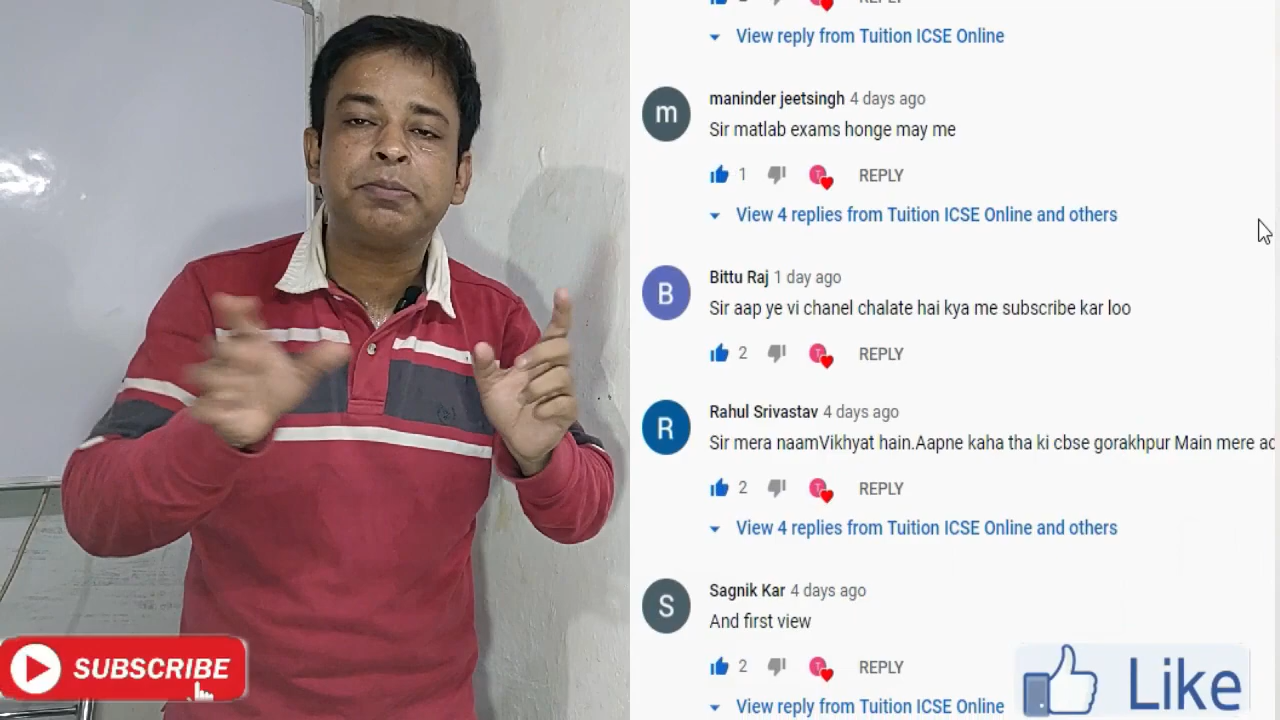 REPLY
View reply from Tuition ICSE Online
m
maninder jeetsingh 4 days ago
Sir matlab exams honge may me
1 T REPLY
View 4 replies from Tuition ICSE Online and others
B
Bittu Raj 1 day ago
Sir aap ye vi chanel chalate hai kya me subscribe kar loo
2 T REPLY
R
Rahul Srivastav 4 days ago
Sir mera naamVikhyat hain.Aapne kaha tha ki cbse gorakhpur Main mere
2 T REPLY
View 4 replies from Tuition ICSE Online and others
S
Sagnik Kar 4 days ago
And first view
2 T REPLY
View reply from Tuition ICSE Online
SUBSCRIBE
Like